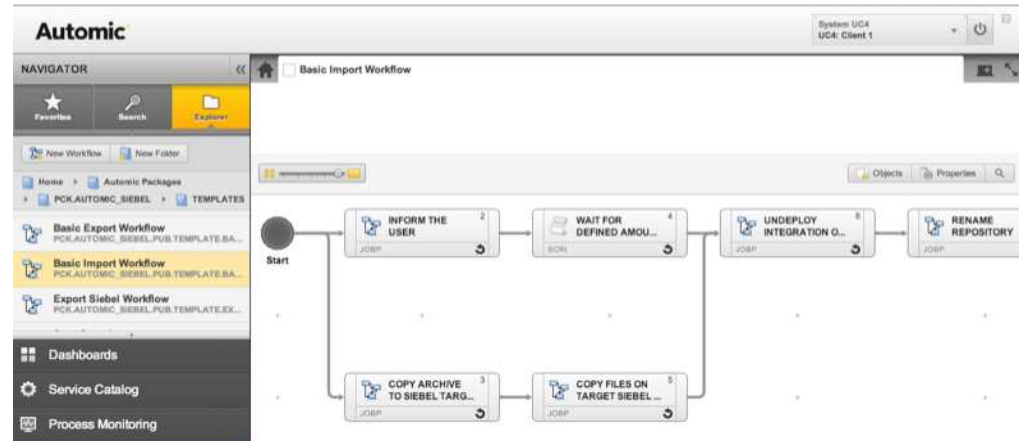 Automic
System UC4
UC4: Client 1
NAVIGATOR
Basic Import Workflow
Favorites
Search
Explorer
New Workflow
New Folder
Home
Automic Packages
PCK.AUTOMIC_SIEBEL
TEMPLATES
Basic Export Workflow
PCK.AUTOMIC_SIEBEL.PUB.TEMPLATE.BA...
Basic Import Workflow
PCK.AUTOMIC_SIEBEL.PUB.TEMPLATE.BA...
Export Siebel Workflow
PCK.AUTOMIC_SIEBEL.PUB.TEMPLATE.EX...
Dashboards
Service Catalog
Process Monitoring
Objects
Properties
Start
INFORM THE
USER
2
JOBP
WAIT FOR
DEFINED AMOU...
4
SCRI
UNDEPLOY
INTEGRATION O...
8
JOBP
RENAME
REPOSITORY
JOBP
COPY ARCHIVE
TO SIEBEL TARG...
3
JOBP
COPY FILES ON
TARGET SIEBEL ...
5
JOBP